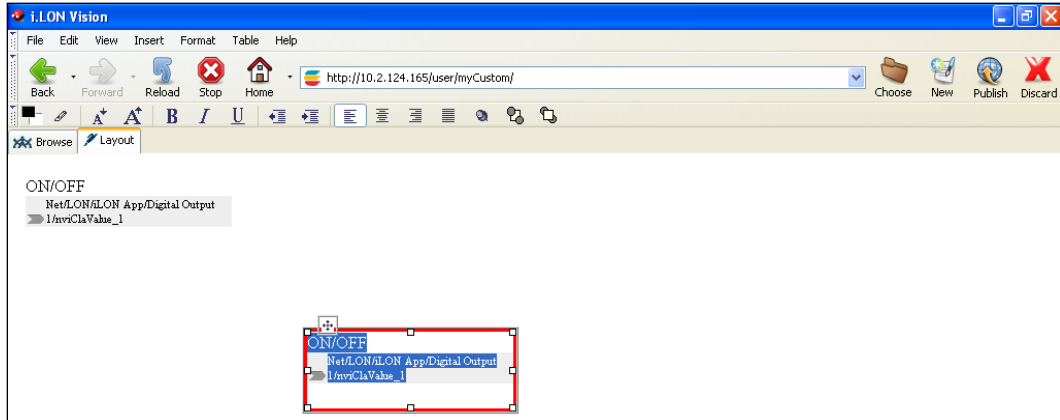 i.LON Vision
File Edit View Insert Format Table Help
Back Forward Reload Stop Home http://10.2.124.165/user/myCustom/ Choose New Publish Discard
A A B I U
Browse Layout
ON/OFF
Net/LON/iLON App/Digital Output
1/nviClaValue_1
ON/OFF
Net/LON/iLON App/Digital Output
1/nviClaValue_1